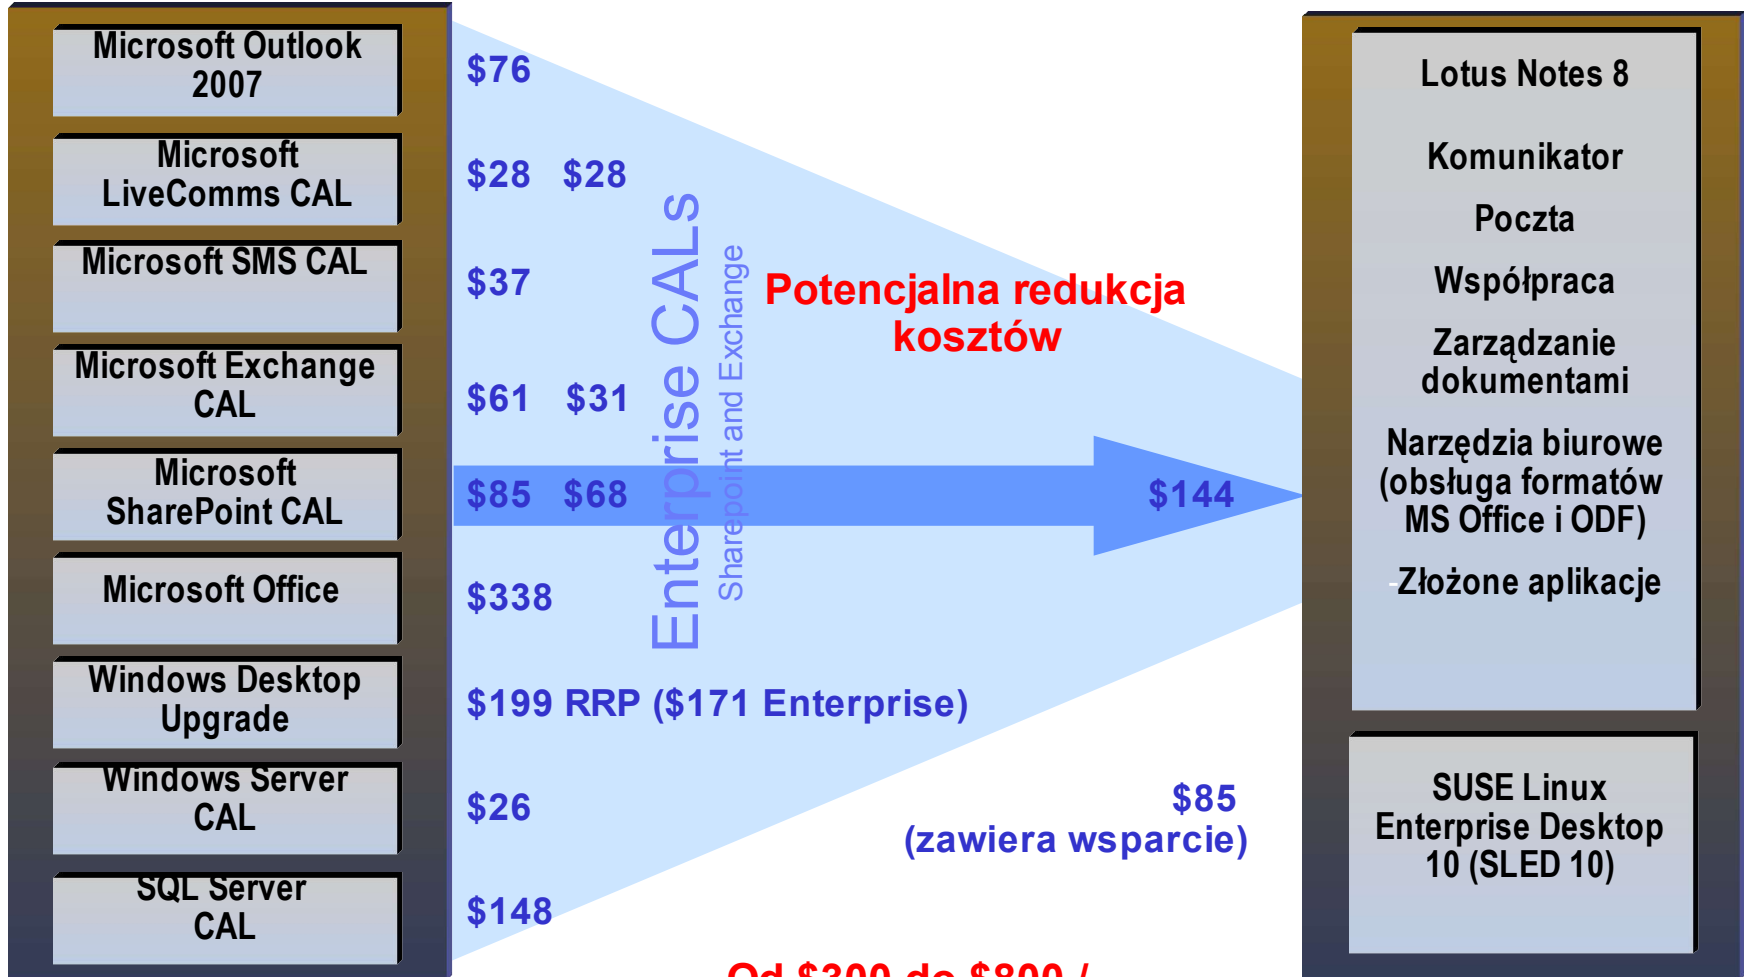 Microsoft Outlook
2007
Microsoft
LiveComms CAL
Microsoft SMS CAL
Microsoft Exchange
CAL
Microsoft
SharePoint CAL
Microsoft Office
Windows Desktop
Upgrade
Windows Server
CAL
SQL Server
CAL
$76
$28 $28
$37
$61 $31
$85 $68
$338
$199 RRP ($171 Enterprise)
$26
$148
Enterprise CALs
Sharepoint and Exchange
Potencjalna redukcja
kosztów
$144
$85
(zawiera wsparcie)
Od $300 do $800 /
Lotus Notes 8
Komunikator
Poczta
Współpraca
Zarządzanie
dokumentami
Narzędzia biurowe
(obsługa formatów
MS Office i ODF)
-Złożone aplikacje
SUSE Linux
Enterprise Desktop
10 (SLED 10)